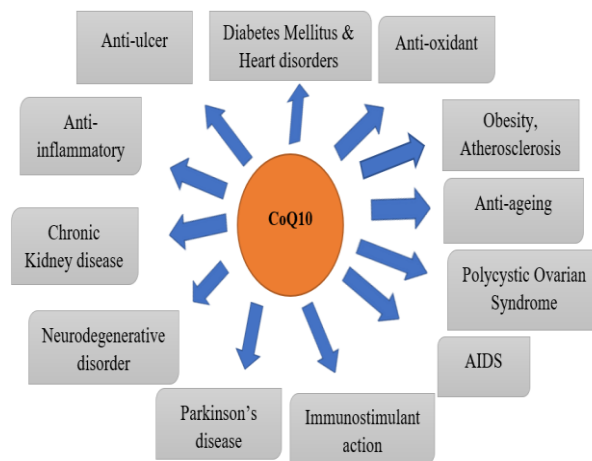 Anti-ulcer
Diabetes Mellitus &
Heart disorders
Anti-oxidant
Anti-
inflammatory
Obesity,
Atherosclerosis
Chronic
Kidney disease
CoQ10
Anti-ageing
Polycystic Ovarian
Syndrome
Neurodegenerative
disorder
AIDS
Parkinson's
disease
Immunostimulant
action